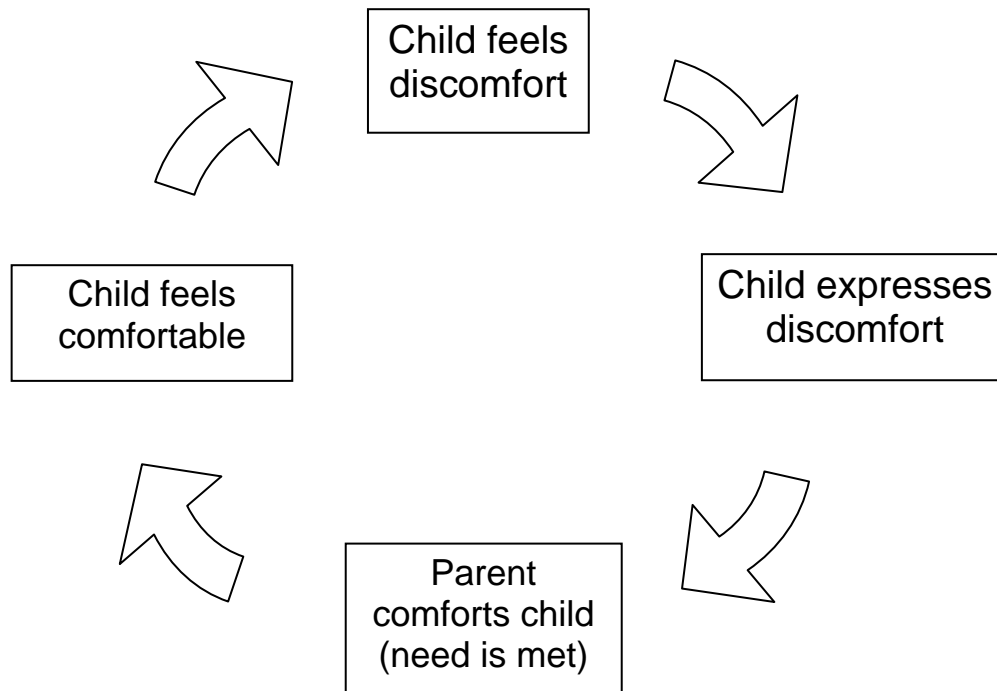 Child feels
discomfort
Child expresses
discomfort
Parent
comforts child
(need is met)
Child feels
comfortable